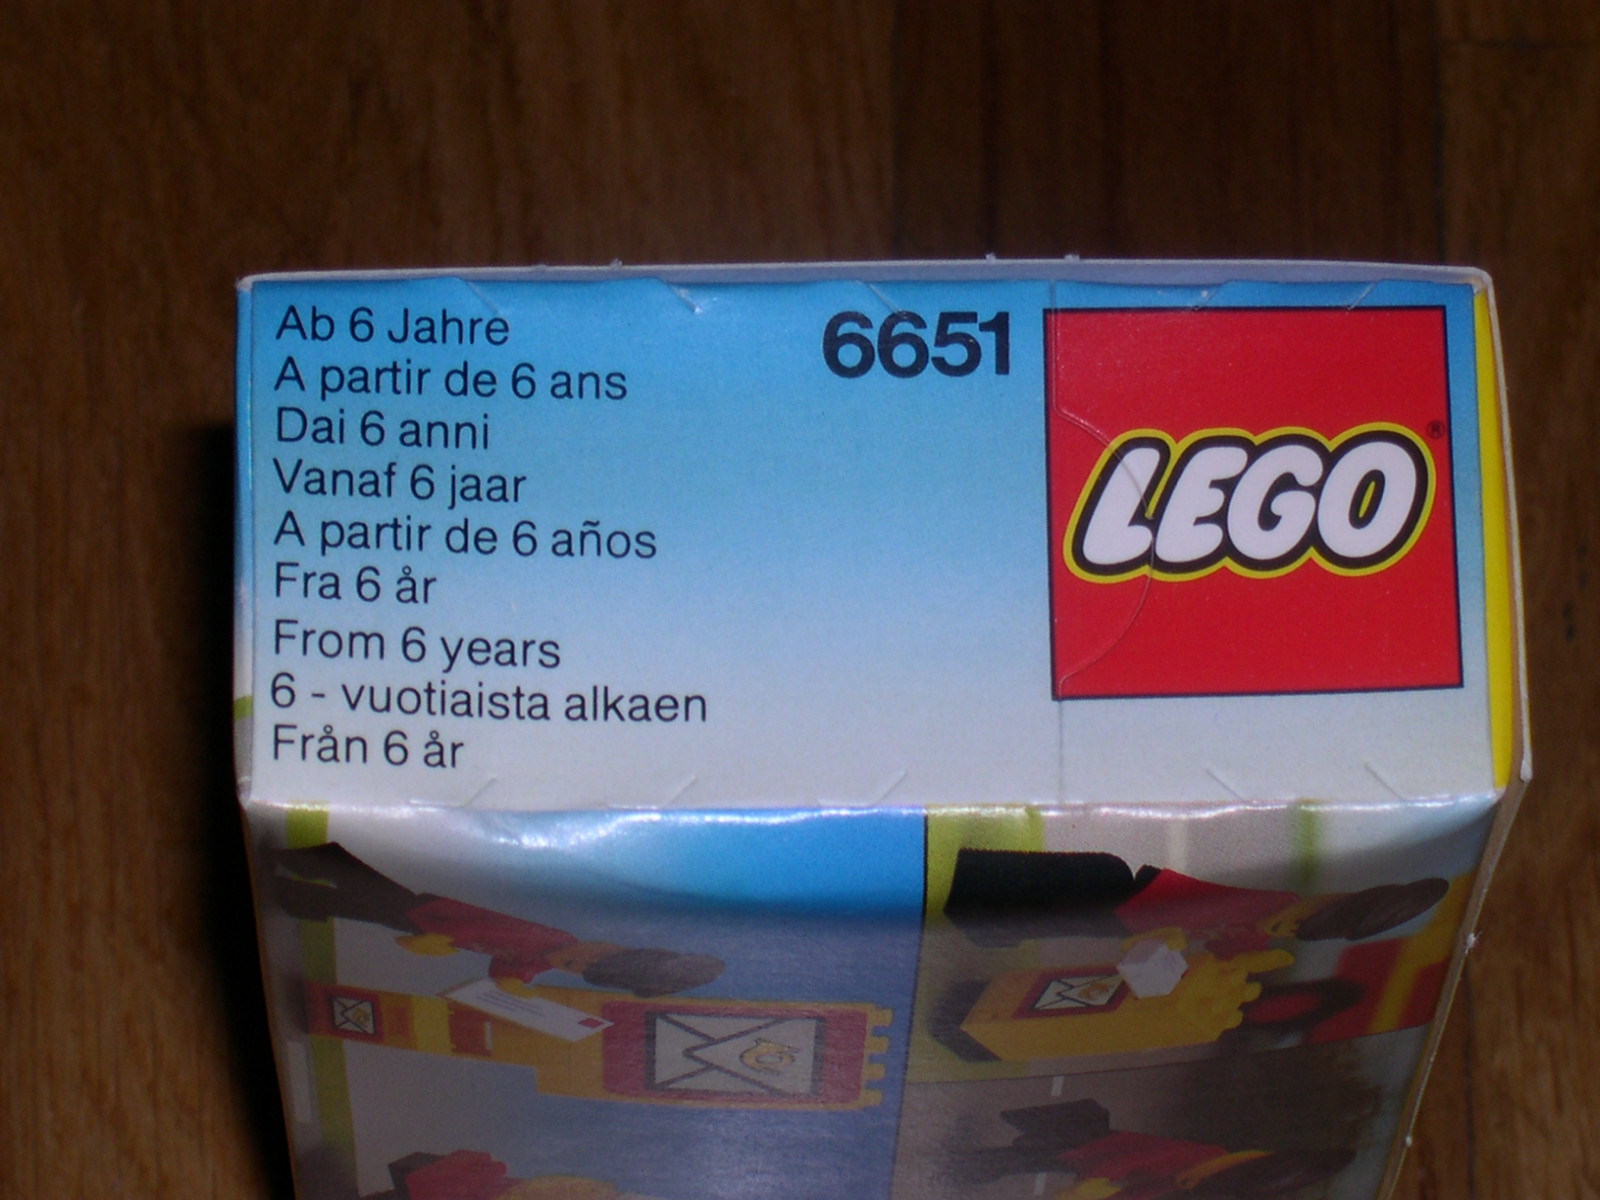 Ab 6 Jahre
A partir de 6 ans
Dai 6 anni
Vanaf 6 jaar
A partir de 6 años
Fra 6 år
From 6 years
6 - vuotiaista alkaen
Från 6 år
6651
LEGO®